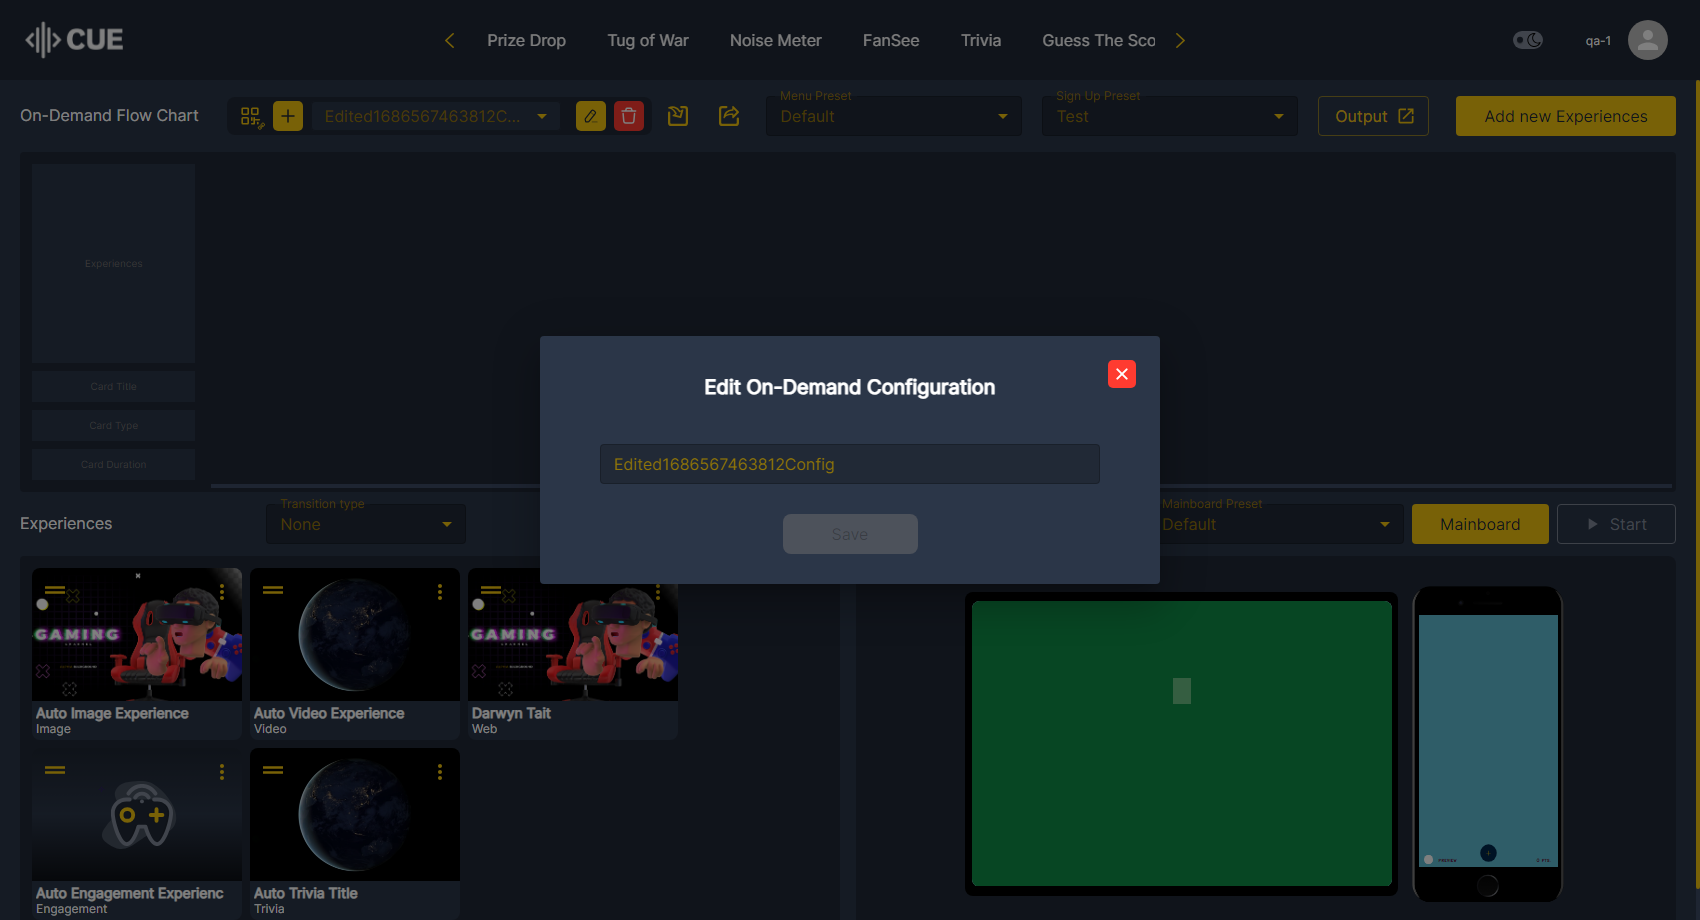 CUE
Prize Drop
Tug of War
Noise Meter
FanSee
Trivia
Guess The Sco
qa-1
On-Demand Flow Chart
Edited1686567463812C...
Menu Preset
Default
Sign Up Preset
Test
Output
Add new Experiences
Experiences
Card Title
Card Type
Card Duration
Edit On-Demand Configuration
Edited1686567463812Config
Save
Experiences
Transition type
None
Mainboard Preset
Default
Mainboard
Start
GAMING
Auto Image Experience
Image
Auto Video Experience
Video
GAMING
Darwyn Tait
Web
Auto Engagement Experienc
Engagement
Auto Trivia Title
Trivia
PREVIEW